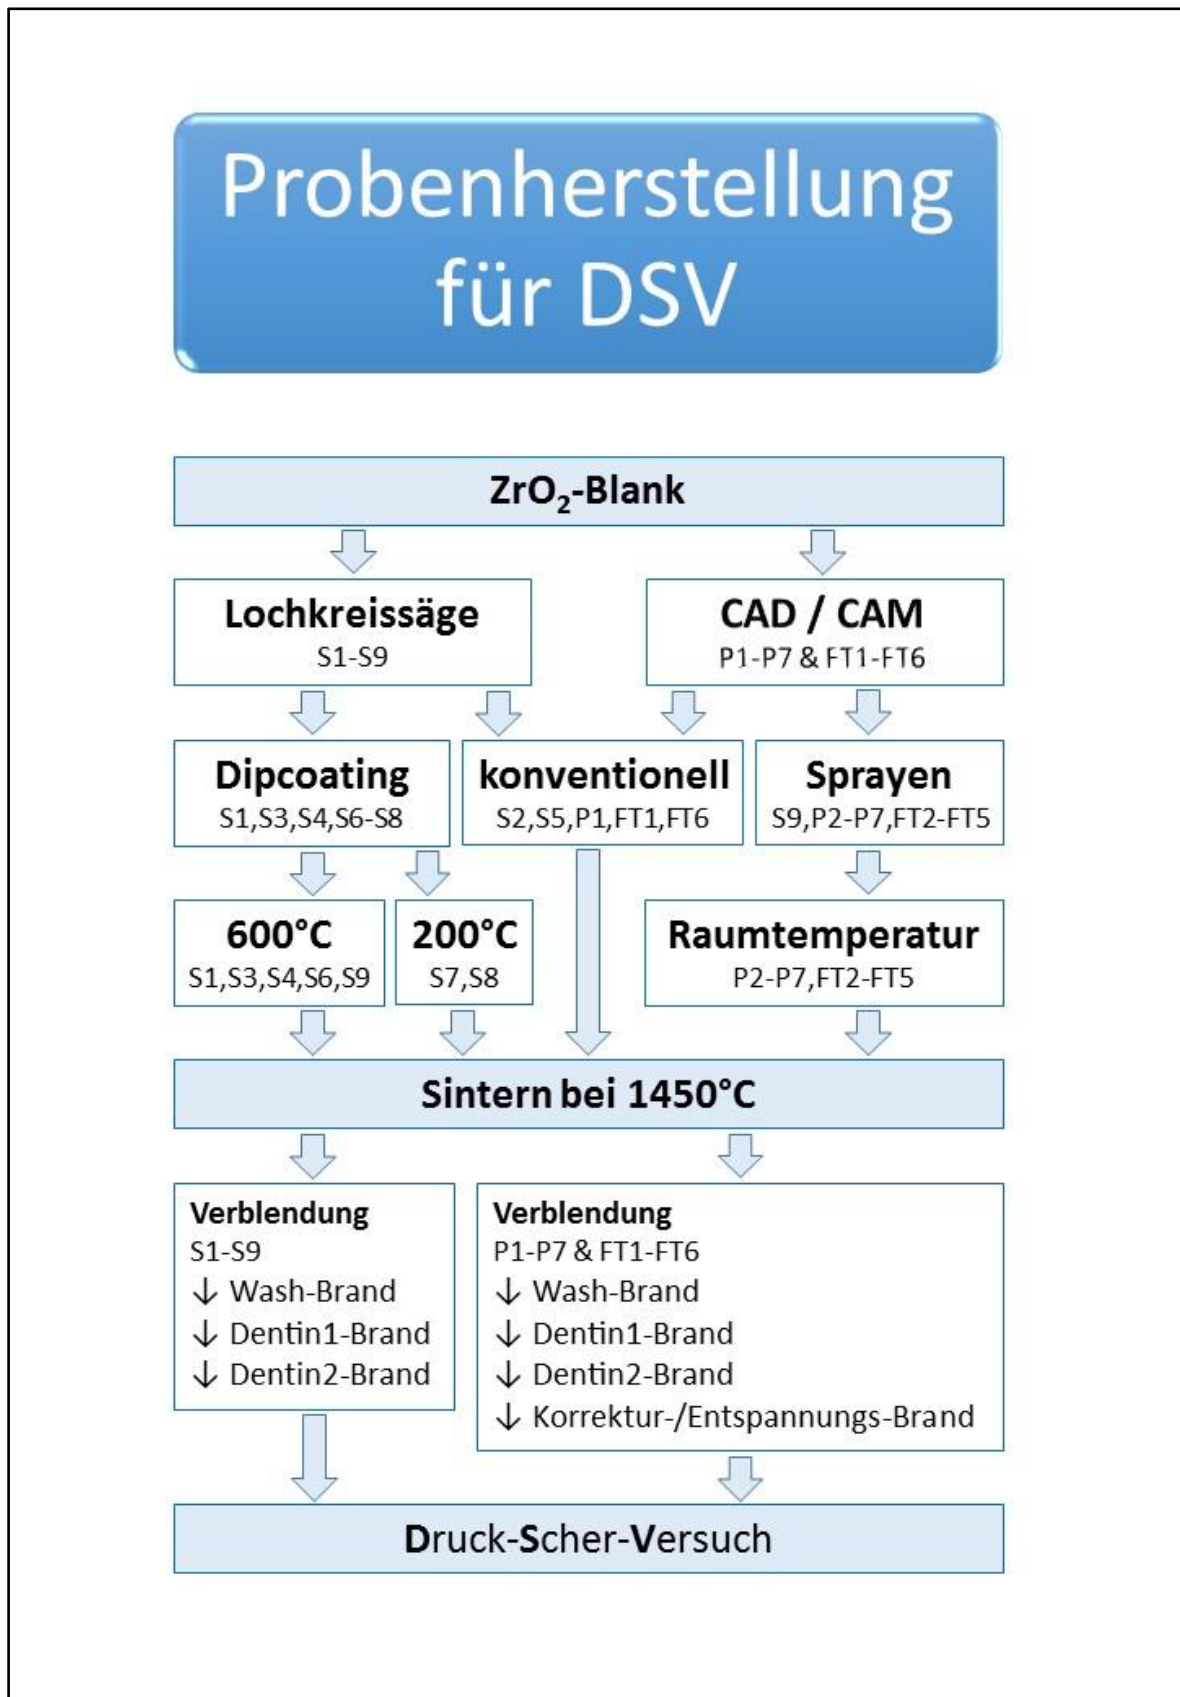 Probenherstellung
für DSV
ZrO₂-Blank
Lochkreissäge
S1-S9
CAD / CAM
P1-P7 & FT1-FT6
Dipcoating
S1,S3,S4,S6-S8
konventionell
S2,S5,P1,FT1,FT6
Sprayen
S9,P2-P7,FT2-FT5
600°C
S1,S3,S4,S6,S9
200°C
S7,S8
Raumtemperatur
P2-P7,FT2-FT5
Sintern bei 1450°C
Verblendung
S1-S9
↓ Wash-Brand
↓ Dentin1-Brand
↓ Dentin2-Brand
Verblendung
P1-P7 & FT1-FT6
↓ Wash-Brand
↓ Dentin1-Brand
↓ Dentin2-Brand
↓ Korrektur-/Entspannungs-Brand
Druck-Scher-Versuch